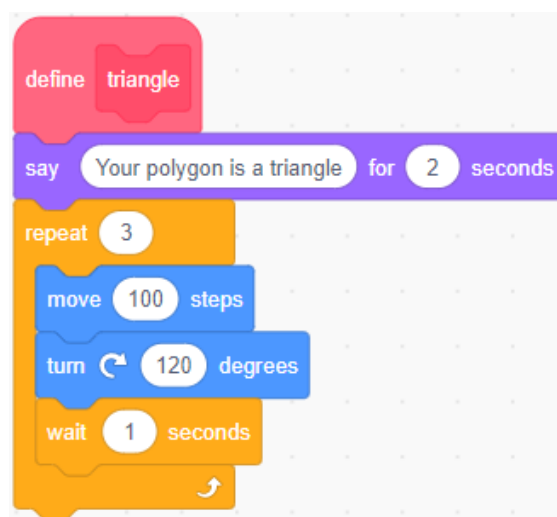 define triangle
say Your polygon is a triangle for 2 seconds
repeat 3
move 100 steps
turn 120 degrees
wait 1 seconds